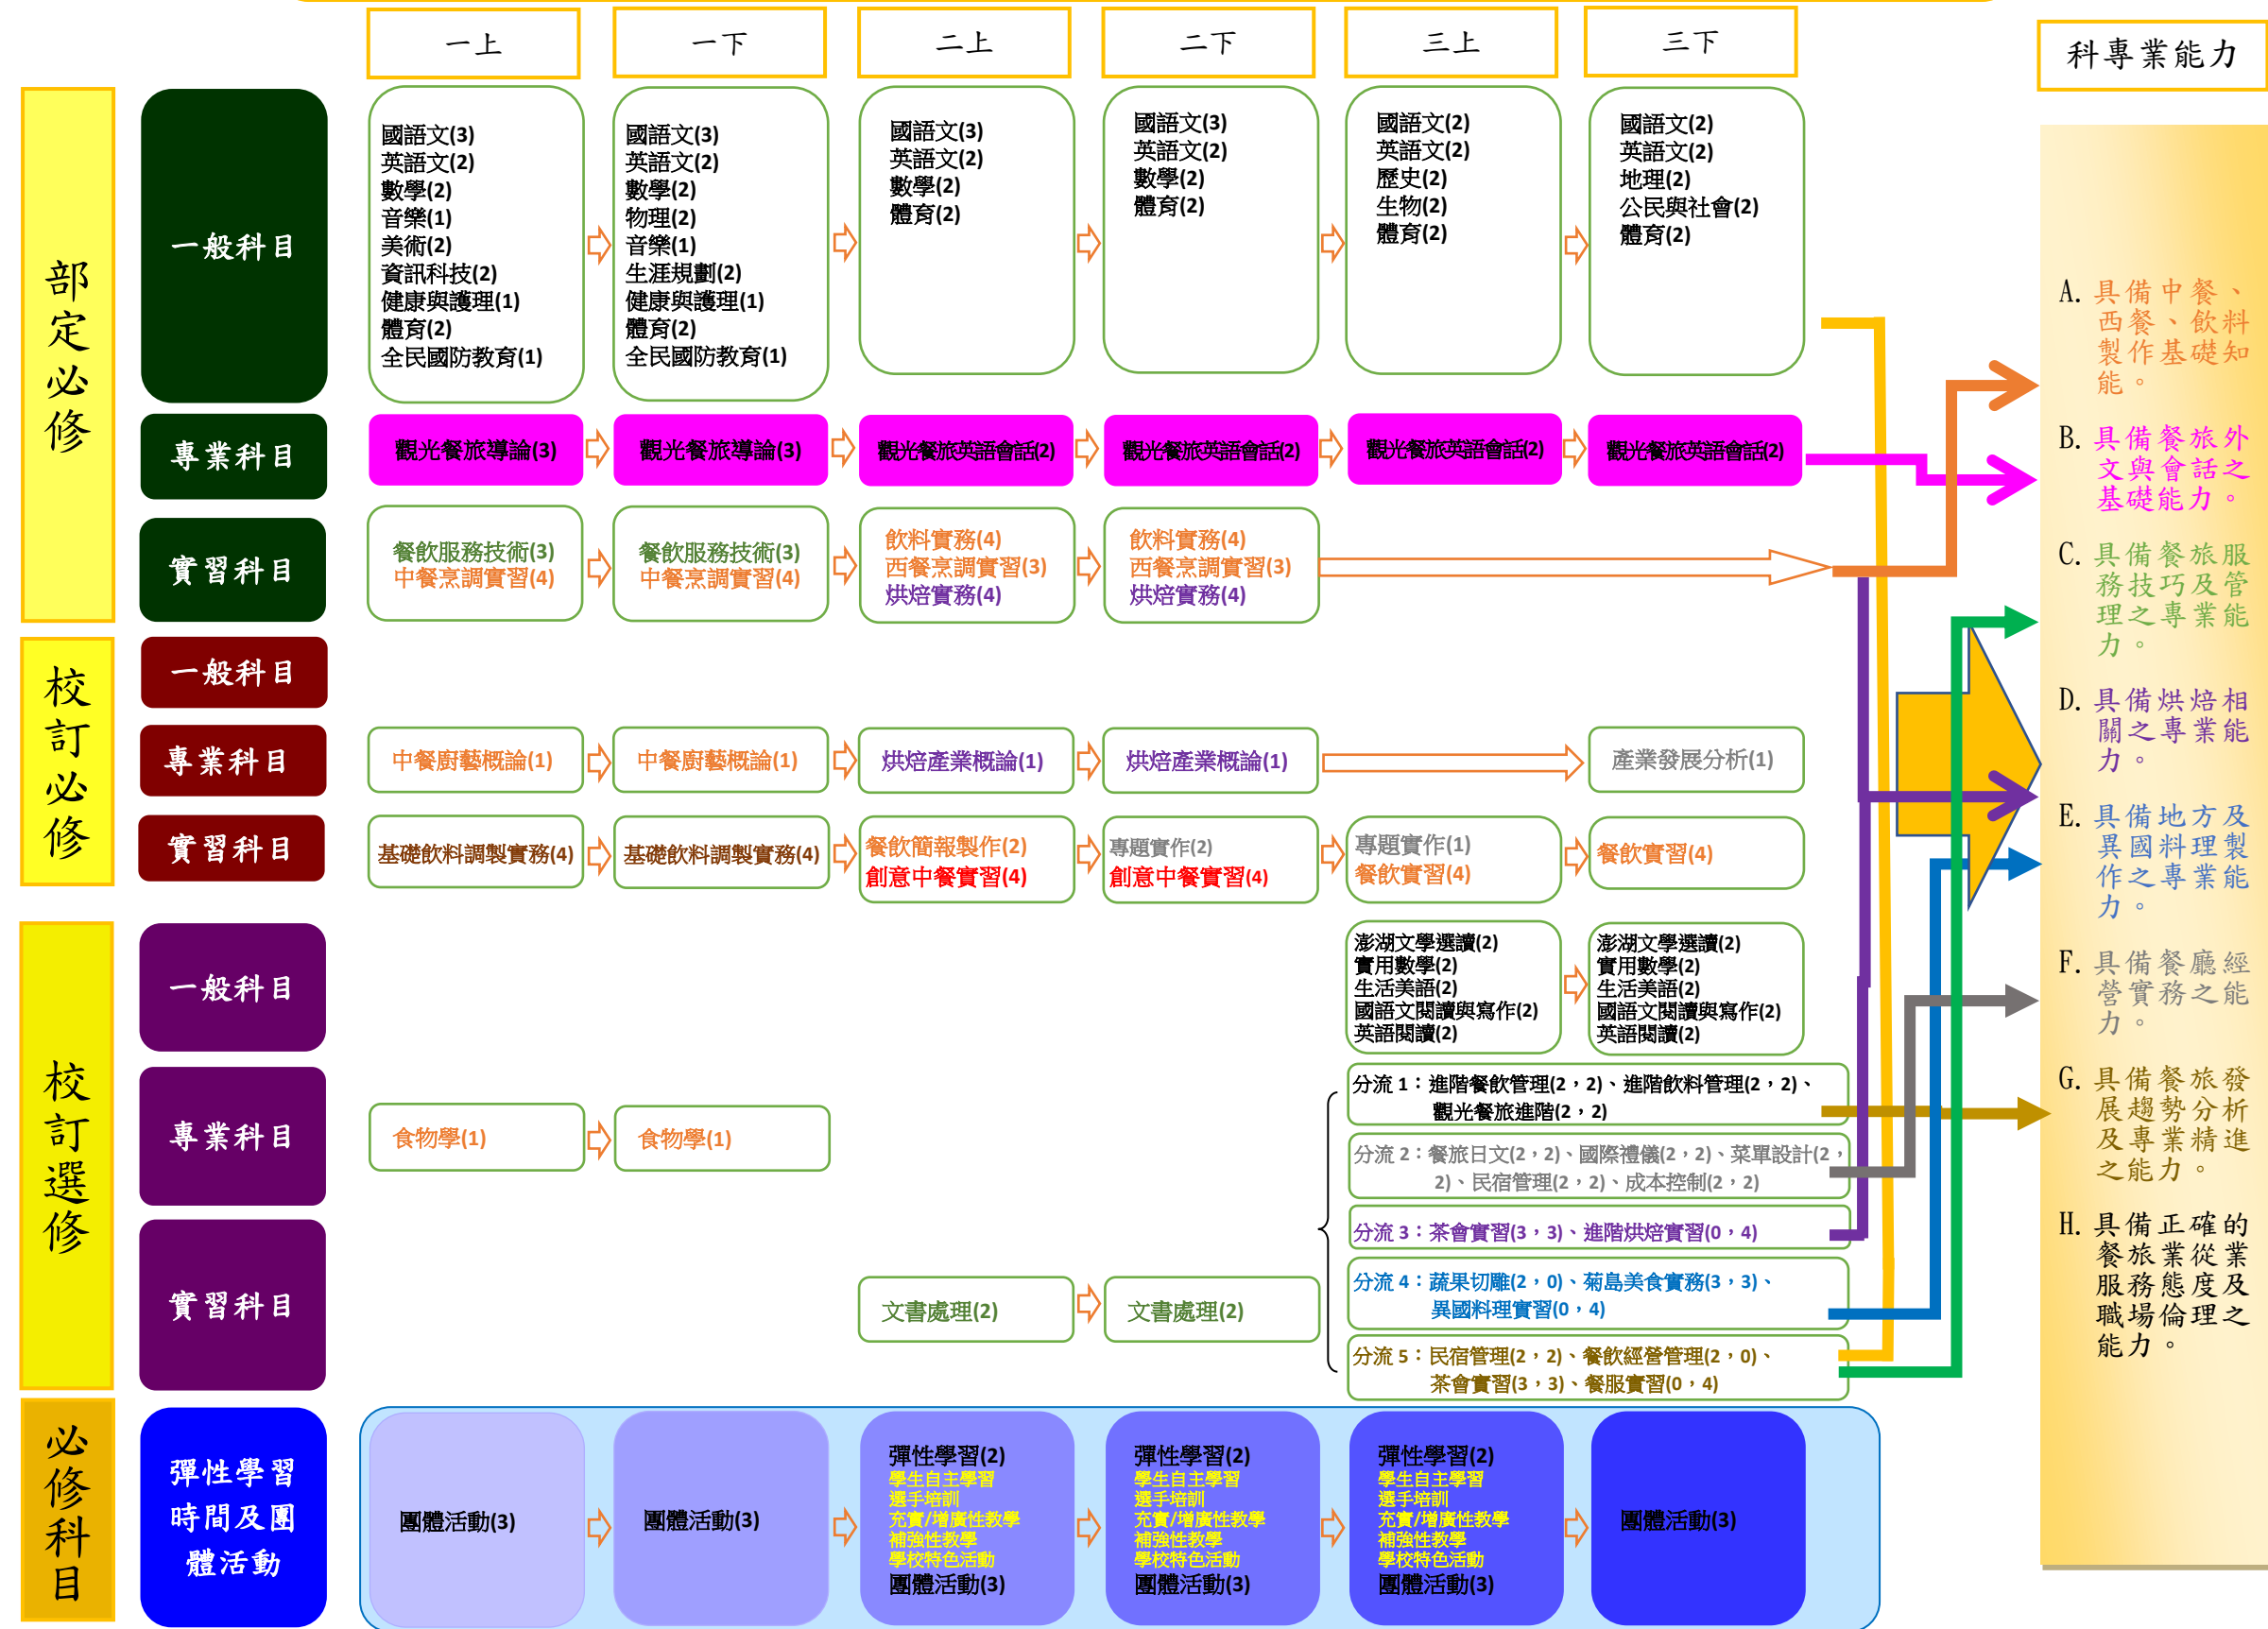 一上
一下
二上
二下
三上
三下
科專業能力
部定必修
一般科目
國語文(3)
英語文(2)
數學(2)
音樂(1)
美術(2)
資訊科技(2)
健康與護理(1)
體育(2)
全民國防教育(1)
國語文(3)
英語文(2)
數學(2)
物理(2)
音樂(1)
生涯規劃(2)
健康與護理(1)
體育(2)
全民國防教育(1)
國語文(3)
英語文(2)
數學(2)
體育(2)
國語文(3)
英語文(2)
數學(2)
體育(2)
國語文(2)
英語文(2)
歷史(2)
生物(2)
體育(2)
國語文(2)
英語文(2)
地理(2)
公民與社會(2)
體育(2)
專業科目
觀光餐旅導論(3)
觀光餐旅導論(3)
觀光餐旅英語會話(2)
觀光餐旅英語會話(2)
觀光餐旅英語會話(2)
觀光餐旅英語會話(2)
實習科目
餐飲服務技術(3)
中餐烹調實習(4)
餐飲服務技術(3)
中餐烹調實習(4)
飲料實務(4)
西餐烹調實習(3)
烘焙實務(4)
飲料實務(4)
西餐烹調實習(3)
烘焙實務(4)
校訂必修
一般科目
專業科目
中餐廚藝概論(1)
中餐廚藝概論(1)
烘焙產業概論(1)
烘焙產業概論(1)
產業發展分析(1)
實習科目
基礎飲料調製實務(4)
基礎飲料調製實務(4)
餐飲簡報製作(2)
創意中餐實習(4)
專題實作(2)
創意中餐實習(4)
專題實作(1)
餐飲實習(4)
餐飲實習(4)
校訂選修
一般科目
澎湖文學選讀(2)
實用數學(2)
生活美語(2)
國語文閱讀與寫作(2)
英語閱讀(2)
澎湖文學選讀(2)
實用數學(2)
生活美語(2)
國語文閱讀與寫作(2)
英語閱讀(2)
專業科目
食物學(1)
食物學(1)
實習科目
文書處理(2)
文書處理(2)
分流 1：進階餐飲管理(2，2)、進階飲料管理(2，2)、
觀光餐旅進階(2，2)
分流 2：餐旅日文(2，2)、國際禮儀(2，2)、菜單設計(2，
2)、民宿管理(2，2)、成本控制(2，2)
分流 3：茶會實習(3，3)、進階烘焙實習(0，4)
分流 4：蔬果切雕(2，0)、菊島美食實務(3，3)、
異國料理實習(0，4)
分流 5：民宿管理(2，2)、餐飲經營管理(2，0)、
茶會實習(3，3)、餐服實習(0，4)
必修科目
彈性學習
時間及團
體活動
團體活動(3)
團體活動(3)
彈性學習(2)
學生自主學習
選手培訓
充實/增廣性教學
補強性教學
學校特色活動
團體活動(3)
彈性學習(2)
學生自主學習
選手培訓
充實/增廣性教學
補強性教學
學校特色活動
團體活動(3)
彈性學習(2)
學生自主學習
選手培訓
充實/增廣性教學
補強性教學
學校特色活動
團體活動(3)
團體活動(3)
A. 具備中餐、
西餐、飲料
製作基礎知
能。
B. 具備餐旅外
文與會話之
基礎能力。
C. 具備餐旅服
務技巧及管
理之專業能
力。
D. 具備烘焙相
關之專業能
力。
E. 具備地方及
異國料理製
作之專業能
力。
F. 具備餐廳經
營實務之能
力。
G. 具備餐旅發
展趨勢分析
及專業精進
之能力。
H. 具備正確的
餐旅業從業
服務態度及
職場倫理之
能力。